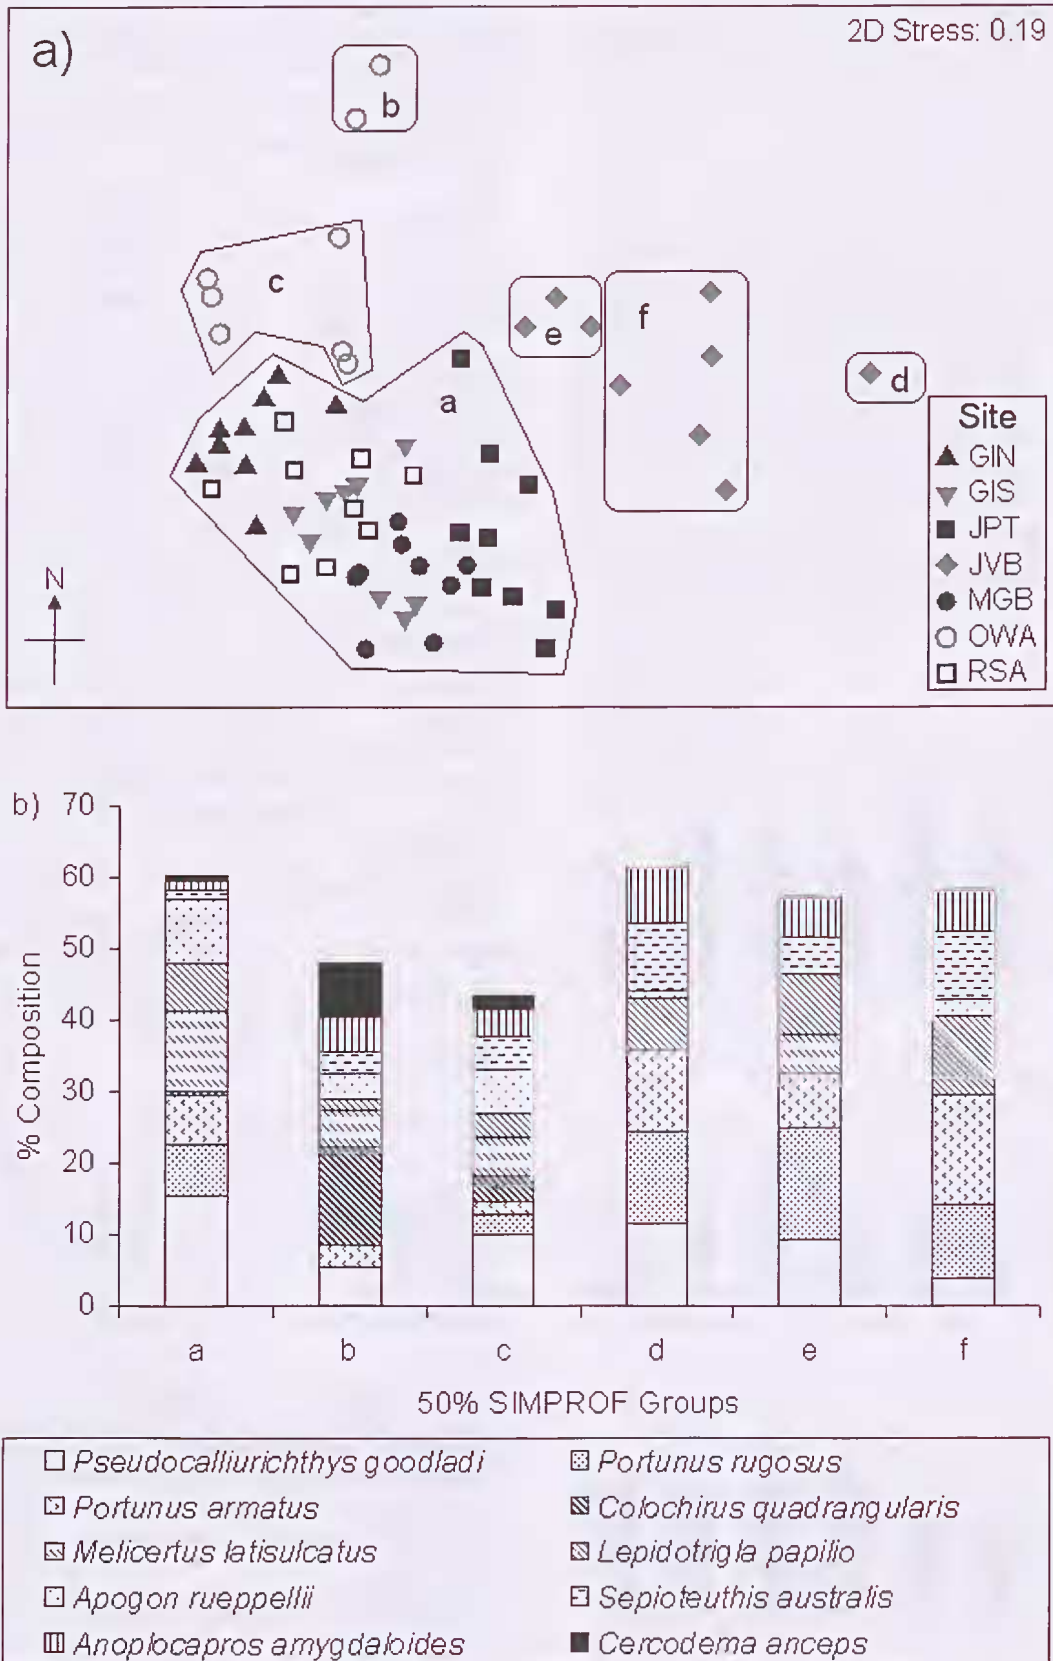 a)
2D Stress: 0.19
b
c
e
f
d
a
N
Site
GIN
GIS
JPT
JVB
MGB
OWA
RSA
b)
70
60
50
40
30
20
10
0
% Composition
a b c d e f
50% SIMPROF Groups
Pseudocalliurichthys goodladi
Portunus rugosus
Portunus armatus
Colochirus quadrangularis
Melicertus latisulcatus
Lepidotrigla papilio
Apogon rueppellii
Sepioteuthis australis
Anoplocapros amygdaloides
Cercodema anceps